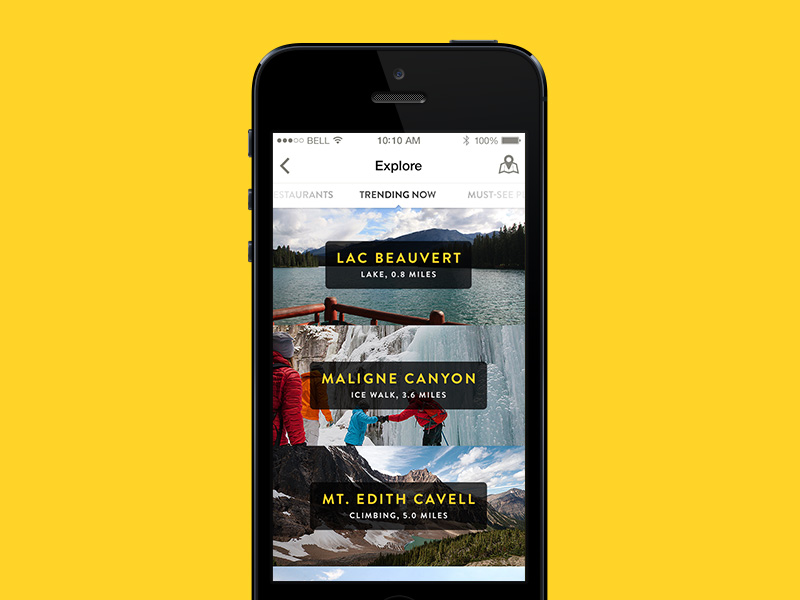 BELL 10:10 AM 100%
Explore
ESTAURANTS TRENDING NOW MUST-SEE P
LAC BEAUVERT
LAKE, 0.8 MILES
MALIGNE CANYON
ICE WALK, 3.6 MILES
MT. EDITH CAVELL
CLIMBING, 5.0 MILES